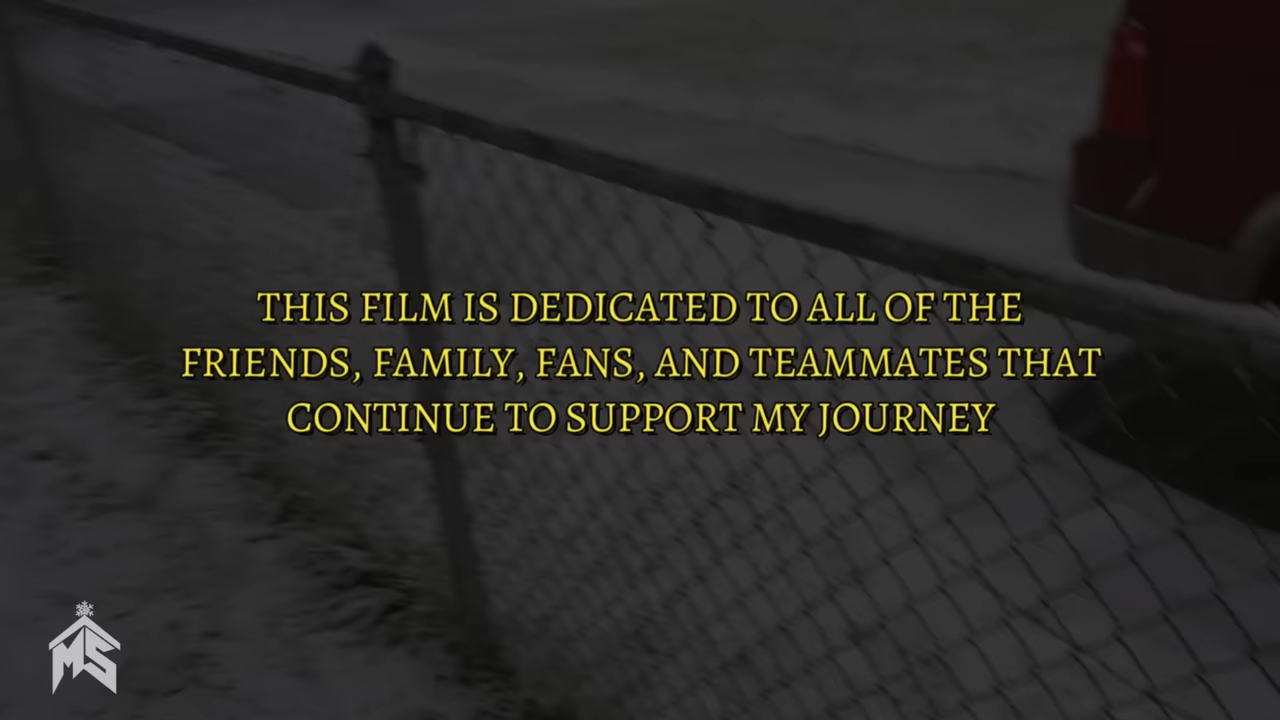 THIS FILM IS DEDICATED TO ALL OF THE
FRIENDS, FAMILY, FANS, AND TEAMMATES THAT
CONTINUE TO SUPPORT MY JOURNEY
MS